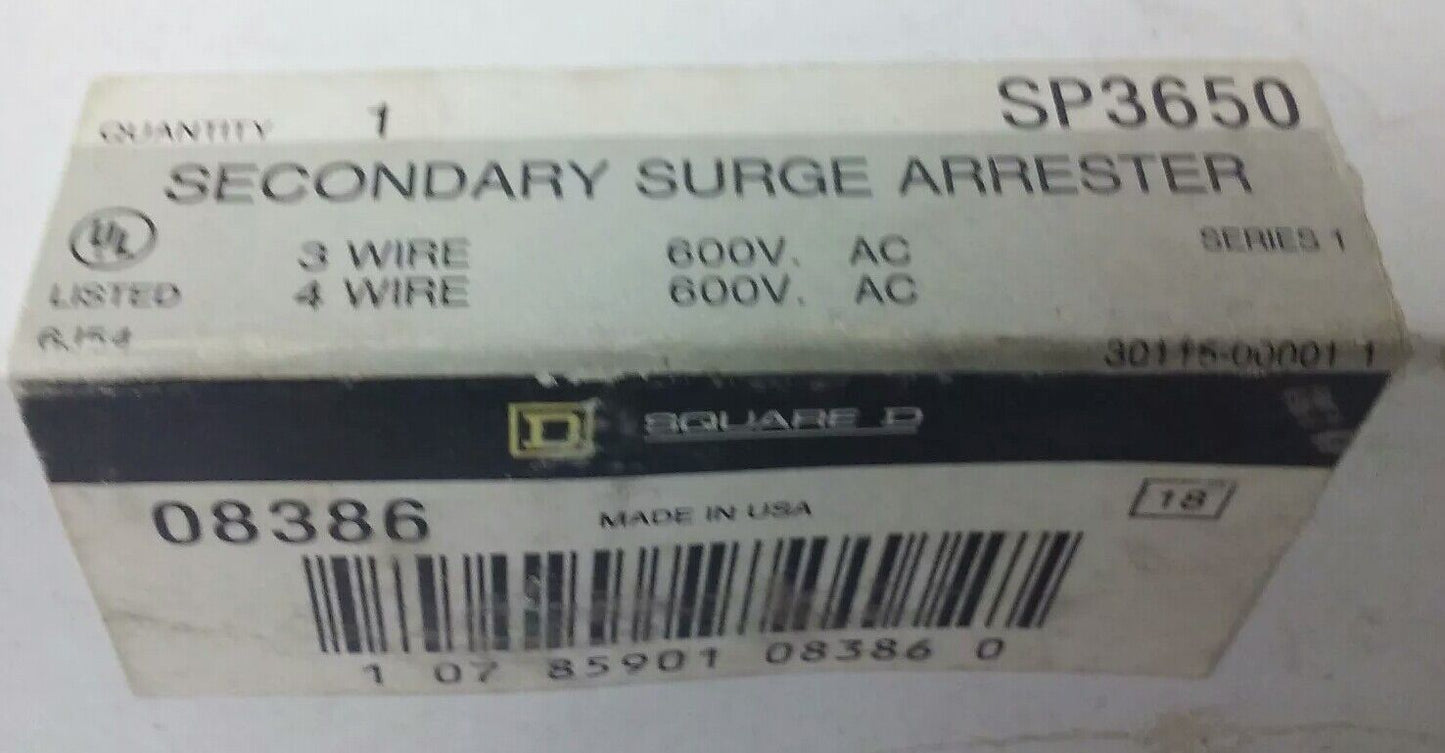 QUANTITY 1 SP3650
SECONDARY SURGE ARRESTER
UL LISTED
3 WIRE 600V. AC SERIES 1
4 WIRE 600V. AC
30115-00001 1
D SQUARE D
08386 MADE IN USA 18
1 07 85901 08386 0